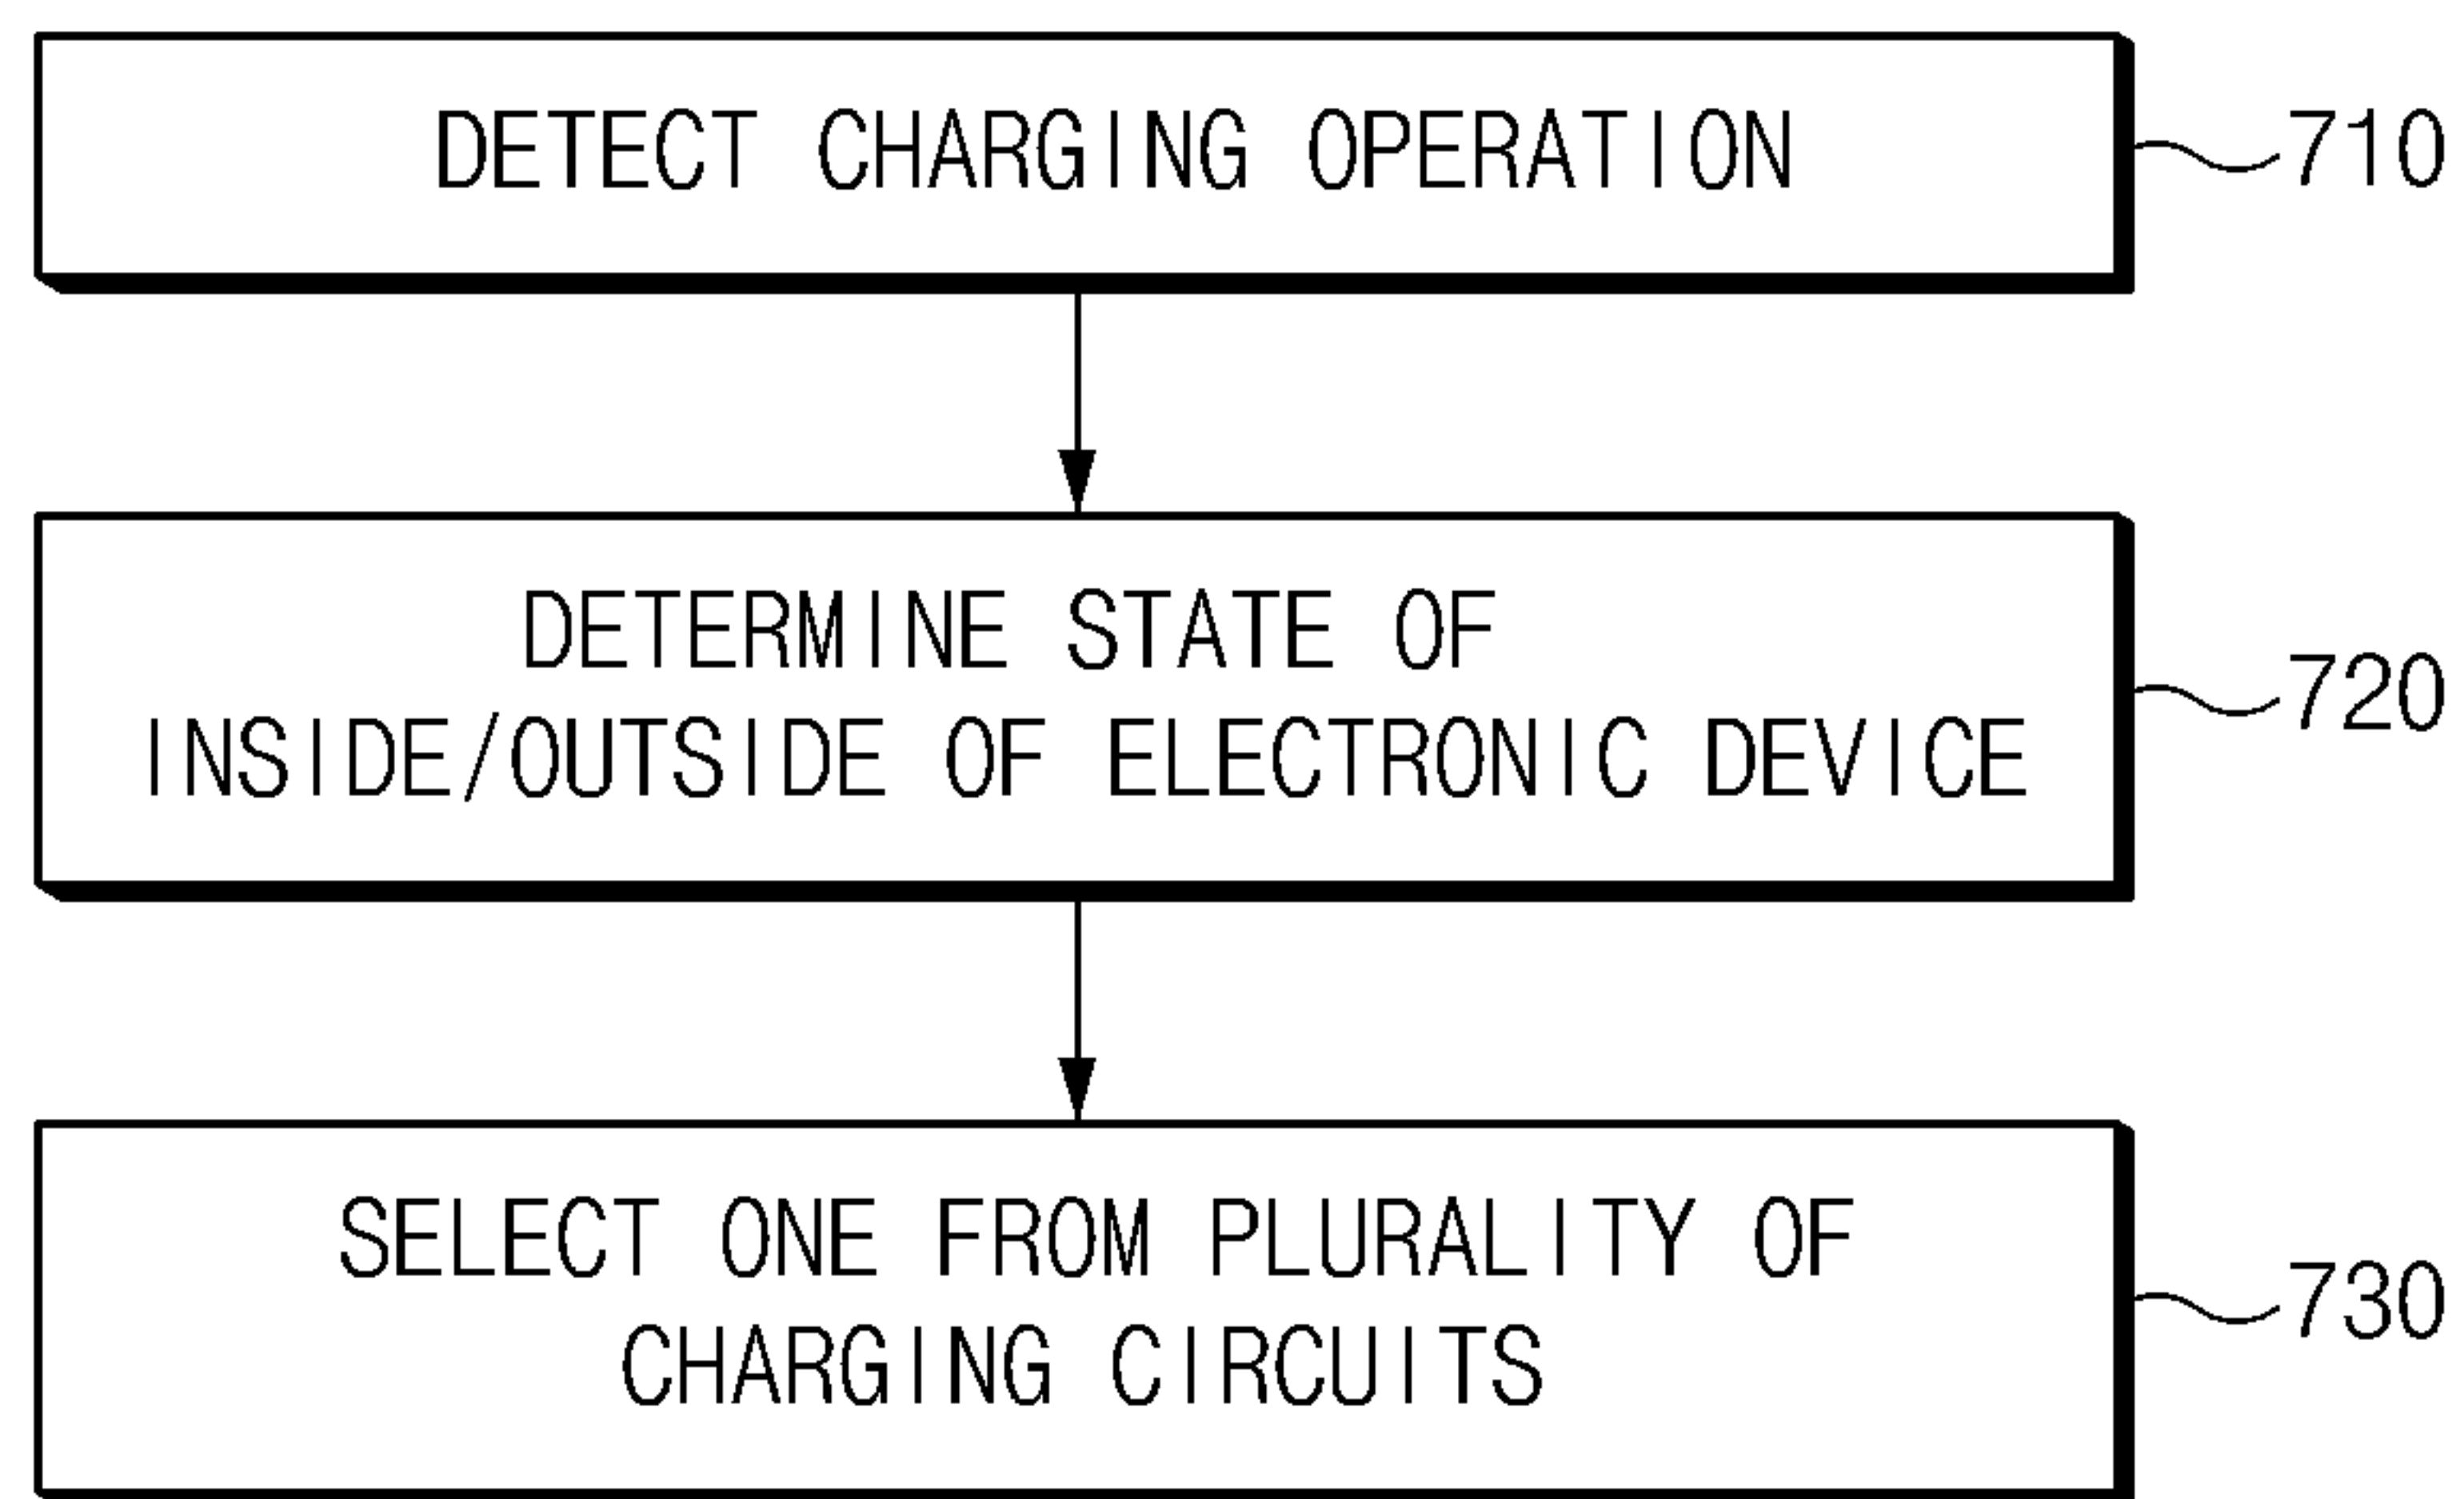 DETECT CHARGING OPERATION
710
DETERMINE STATE OF
INSIDE/OUTSIDE OF ELECTRONIC DEVICE
720
SELECT ONE FROM PLURALITY OF
CHARGING CIRCUITS
730